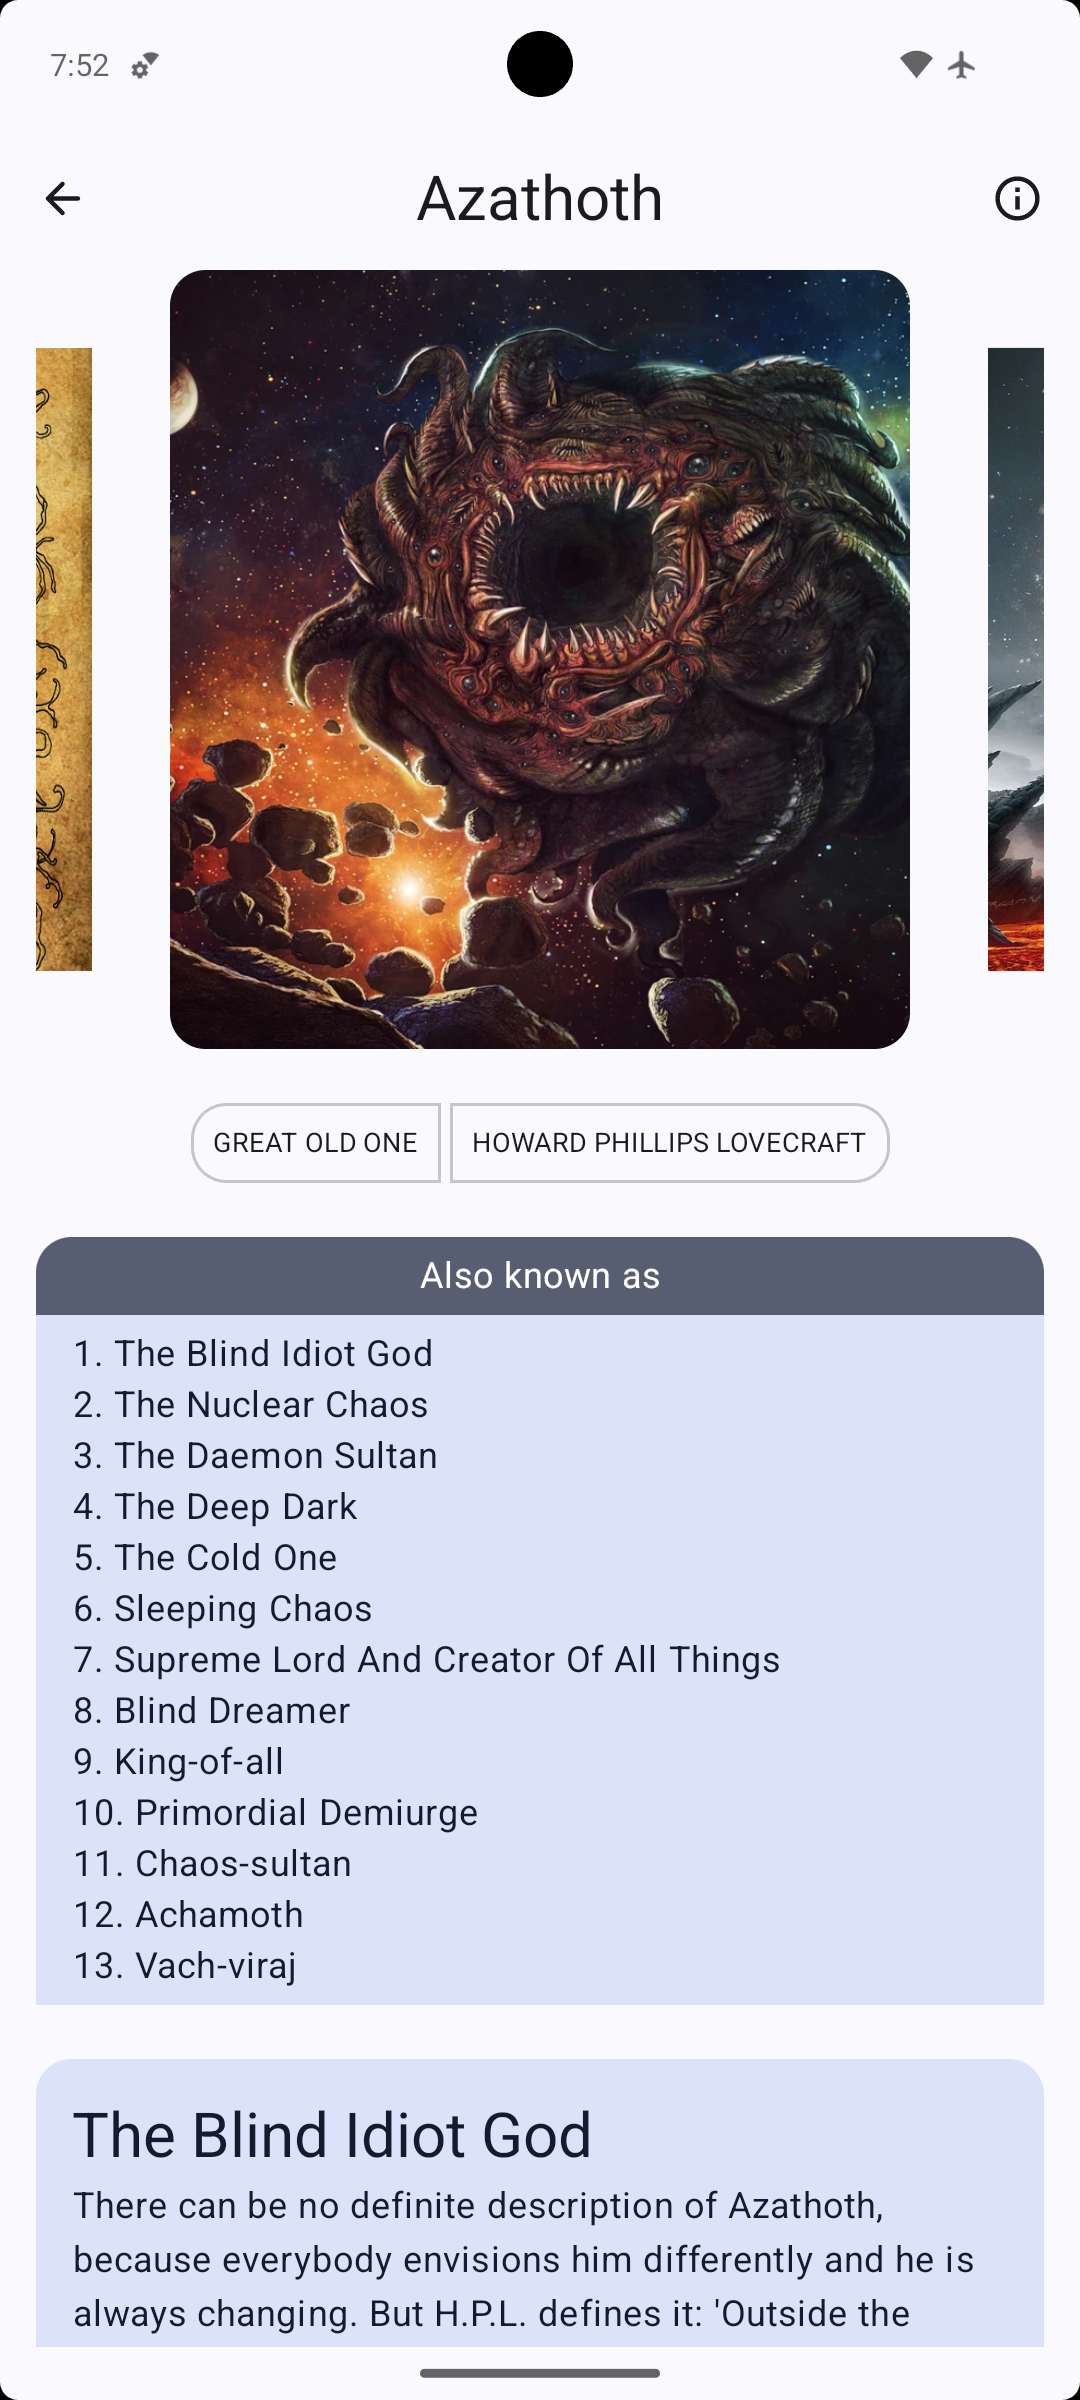 7:52
Azathoth
GREAT OLD ONE
HOWARD PHILLIPS LOVECRAFT
Also known as
1. The Blind Idiot God
2. The Nuclear Chaos
3. The Daemon Sultan
4. The Deep Dark
5. The Cold One
6. Sleeping Chaos
7. Supreme Lord And Creator Of All Things
8. Blind Dreamer
9. King-of-all
10. Primordial Demiurge
11. Chaos-sultan
12. Achamoth
13. Vach-viraj
The Blind Idiot God
There can be no definite description of Azathoth,
because everybody envisions him differently and he is
always changing. But H.P.L. defines it: 'Outside the